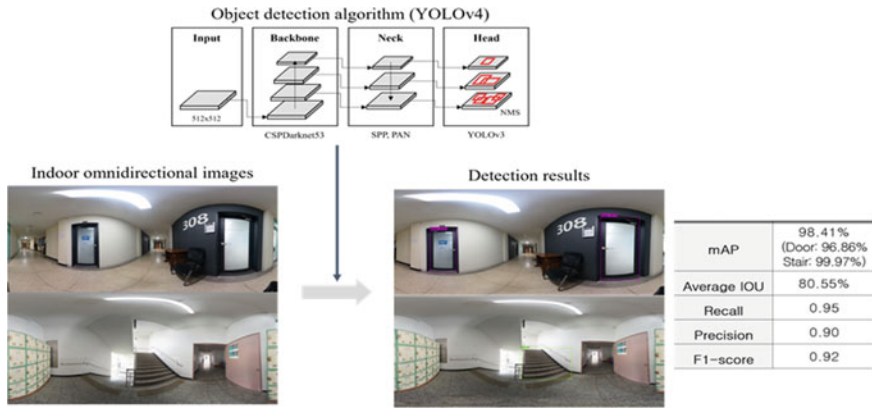 Object detection algorithm (YOLOv4)
Input
Backbone
Neck
Head
512x512
NMS
CSPDarknet53
SPP, PAN
YOLOv3
Indoor omnidirectional images
Detection results
308
308
mAP
98.41%
(Door: 96.86%
Stair: 99.97%)
Average IOU
80.55%
Recall
0.95
Precision
0.90
F1-score
0.92